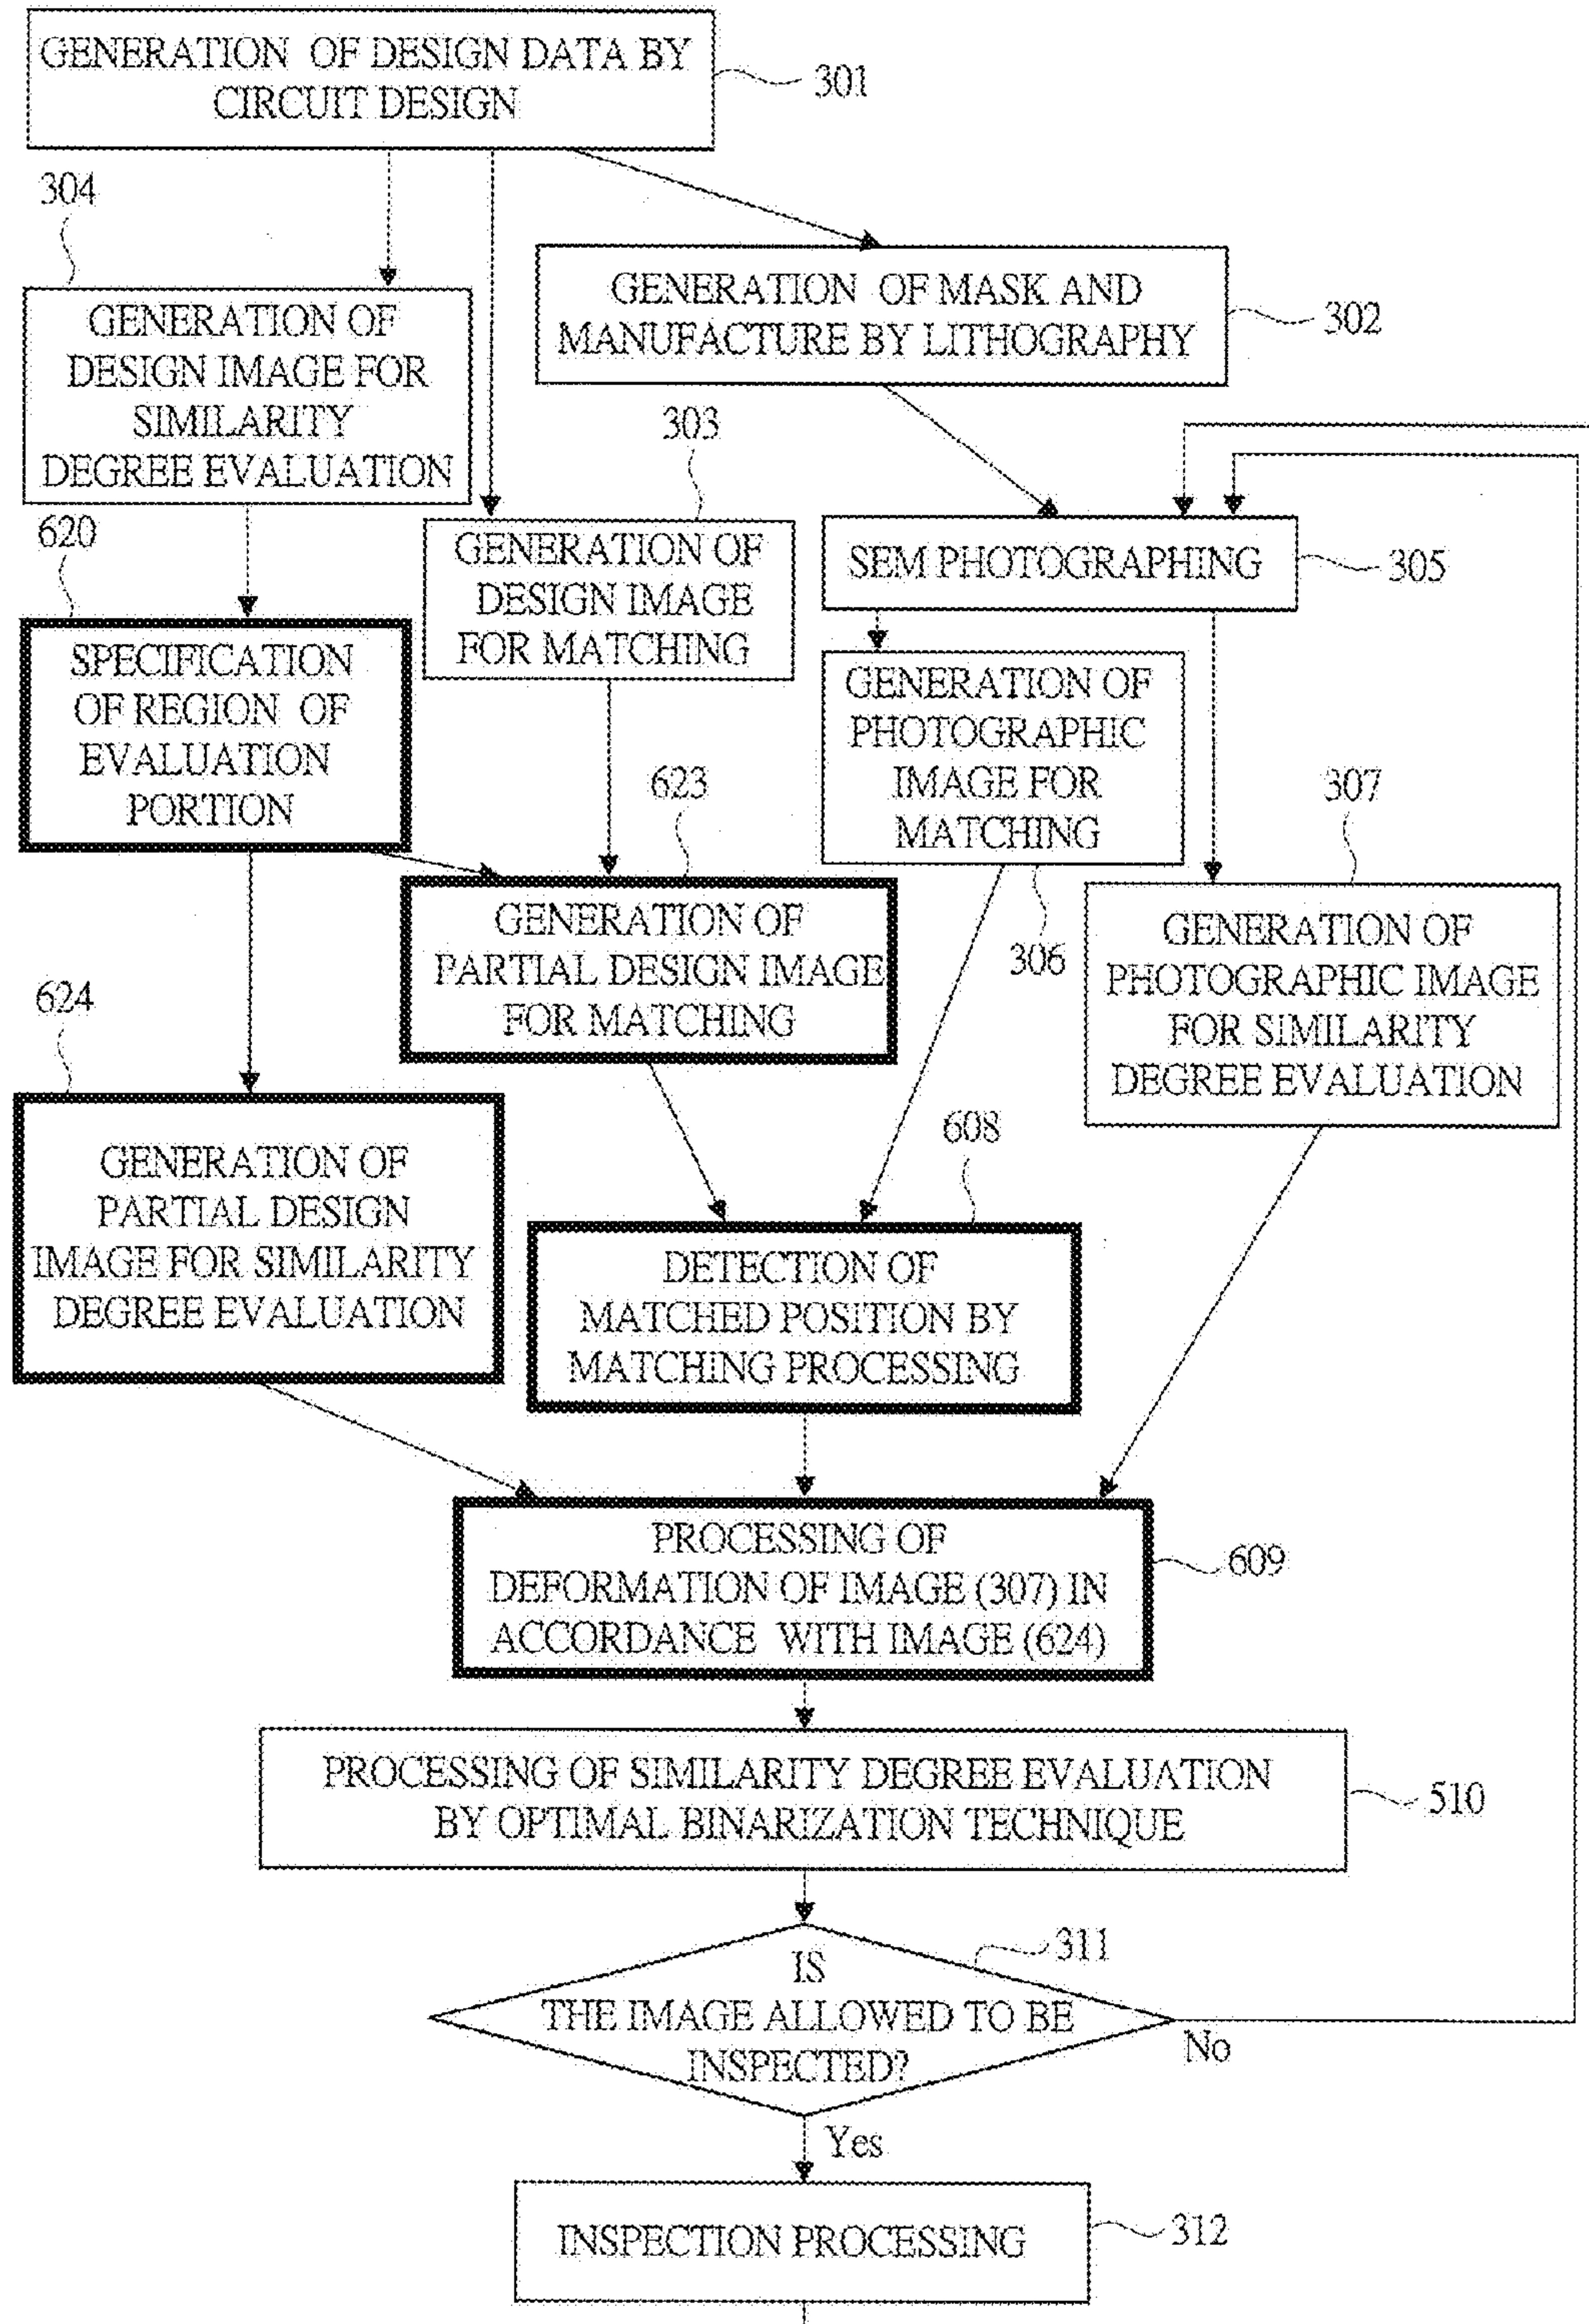 GENERATION OF DESIGN DATA BY
CIRCUIT DESIGN
301
304
GENERATION OF
DESIGN IMAGE FOR
SIMILARITY
DEGREE EVALUATION
GENERATION OF MASK AND
MANUFACTURE BY LITHOGRAPHY
302
303
620
GENERATION OF
DESIGN IMAGE
FOR MATCHING
SEM PHOTOGRAPHING
305
SPECIFICATION
OF REGION OF
EVALUATION
PORTION
GENERATION OF
PHOTOGRAPHIC
IMAGE FOR
MATCHING
623
307
GENERATION OF
PARTIAL DESIGN IMAGE
FOR MATCHING
306
GENERATION OF
PHOTOGRAPHIC IMAGE
FOR SIMILARITY
DEGREE EVALUATION
624
608
GENERATION OF
PARTIAL DESIGN
IMAGE FOR SIMILARITY
DEGREE EVALUATION
DETECTION OF
MATCHED POSITION BY
MATCHING PROCESSING
PROCESSING OF
DEFORMATION OF IMAGE (307) IN
ACCORDANCE WITH IMAGE (624)
609
PROCESSING OF SIMILARITY DEGREE EVALUATION
BY OPTIMAL BINARIZATION TECHNIQUE
510
311
IS
THE IMAGE ALLOWED TO BE
INSPECTED?
No
Yes
INSPECTION PROCESSING
312